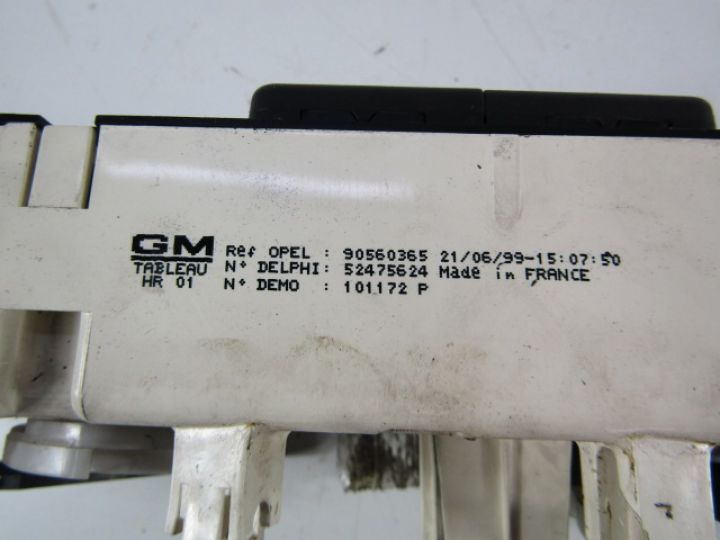 GM Ref OPEL : 90560365 21/06/99-15:07:50
TABLEAU N° DELPHI: 52475624 Made in FRANCE
HR 01 N° DEMO : 101172 P